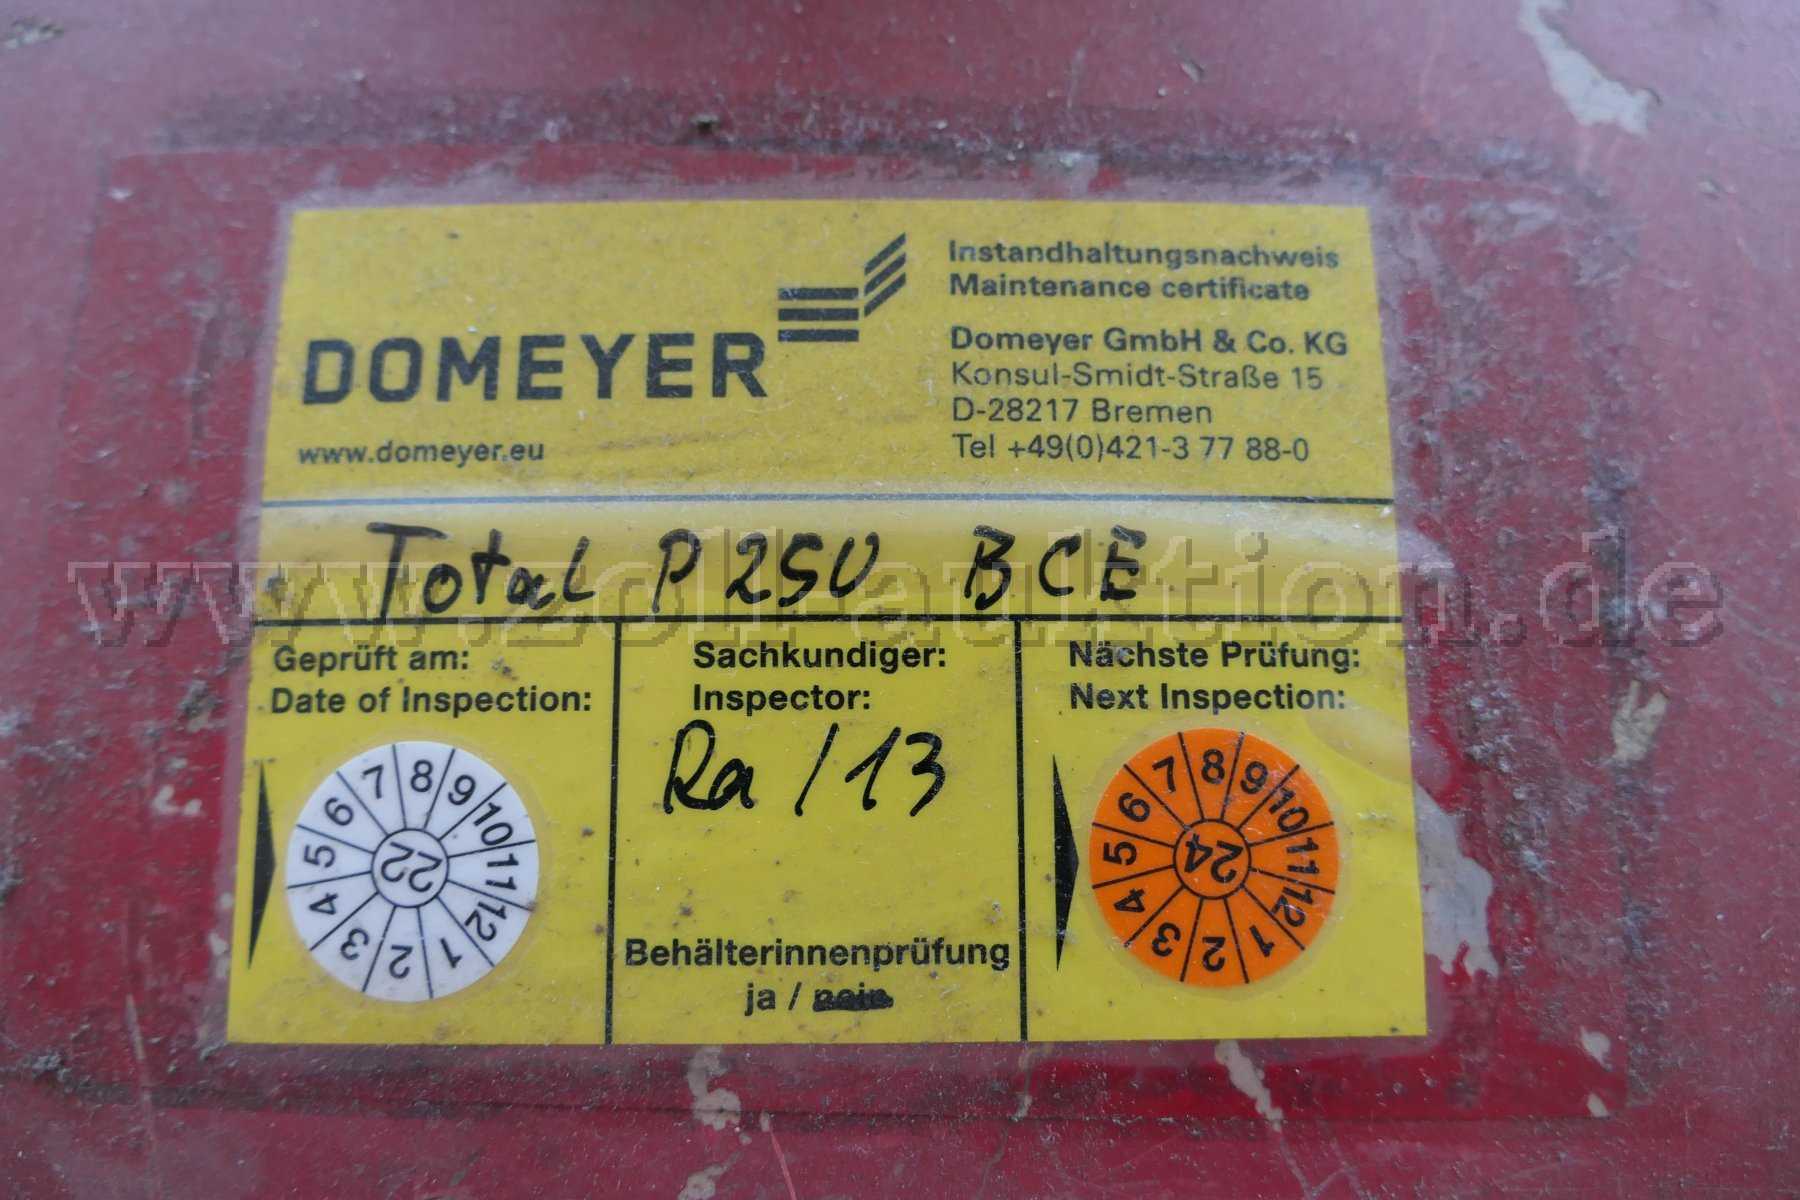 DOMEYER
www.domeyer.eu
Instandhaltungsnachweis
Maintenance certificate
Domeyer GmbH & Co. KG
Konsul-Smidt-Straße 15
D-28217 Bremen
Tel +49(0)421-3 77 88-0
Total P 250 BCE
www.zoll-auktion.de
Geprüft am:
Date of Inspection:
1 2 3 4 5 6 7 8 9 10 11 12
22
Sachkundiger:
Inspector:
Ra / 13
Behälterinnenprüfung
ja / nein
Nächste Prüfung:
Next Inspection:
1 2 3 4 5 6 7 8 9 10 11 12
24